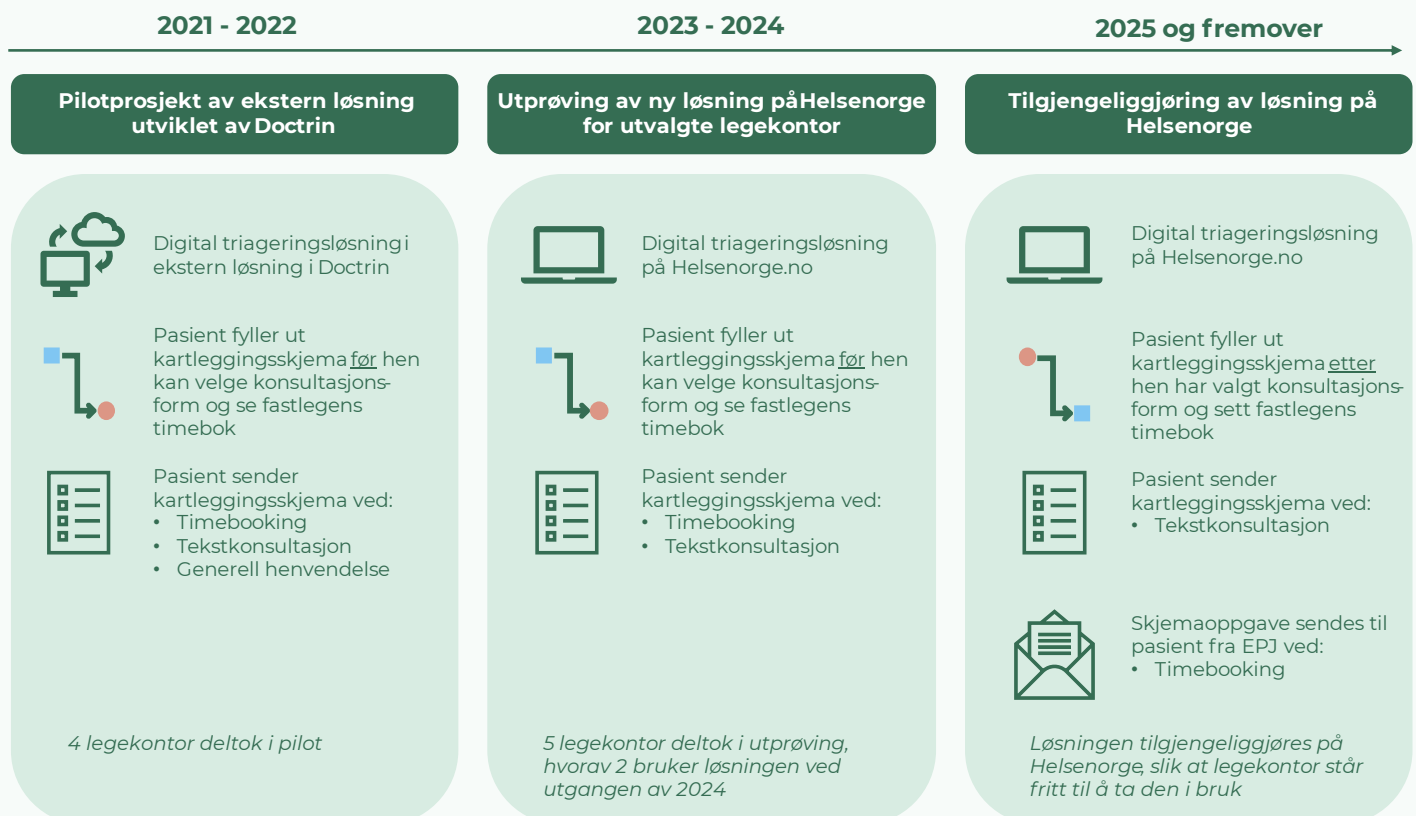 2021 - 2022
Pilotprosjekt av ekstern løsning
utviklet av Doctrin
Digital triageringsløsning i
ekstern løsning i Doctrin
Pasient fyller ut
kartleggingsskjema før hen
kan velge konsultasjons-
form og se fastlegens
timebok
Pasient sender
kartleggingsskjema ved:
• Timebooking
• Tekstkonsultasjon
• Generell henvendelse
4 legekontor deltok i pilot
2023 - 2024
Utprøving av ny løsning på Helsenorge
for utvalgte legekontor
Digital triageringsløsning
på Helsenorge.no
Pasient fyller ut
kartleggingsskjema før hen
kan velge konsultasjons-
form og se fastlegens
timebok
Pasient sender
kartleggingsskjema ved:
• Timebooking
• Tekstkonsultasjon
5 legekontor deltok i utprøving,
hvorav 2 bruker løsningen ved
utgangen av 2024
2025 og fremover
Tilgjengeliggjøring av løsning på
Helsenorge
Digital triageringsløsning
på Helsenorge.no
Pasient fyller ut
kartleggingsskjema etter
hen har valgt konsultasjons-
form og sett fastlegens
timebok
Pasient sender
kartleggingsskjema ved:
• Tekstkonsultasjon
Skjemaoppgave sendes til
pasient fra EPJ ved:
• Timebooking
Løsningen tilgjengeliggjøres på
Helsenorge, slik at legekontor står
fritt til å ta den i bruk